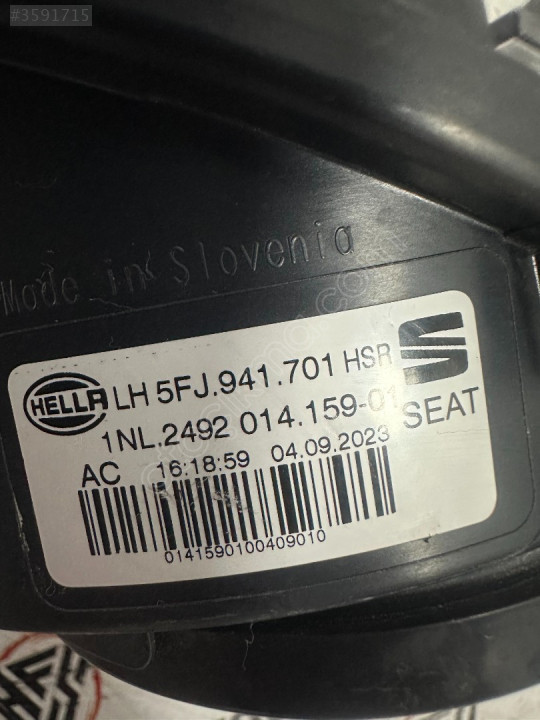 #3591715
Made in Slovenia
HELLA LH 5FJ.941.701 HSR
1NL.2492 014.159-01 SEAT
AC 16:18:59 04.09.2023
0141590100409010